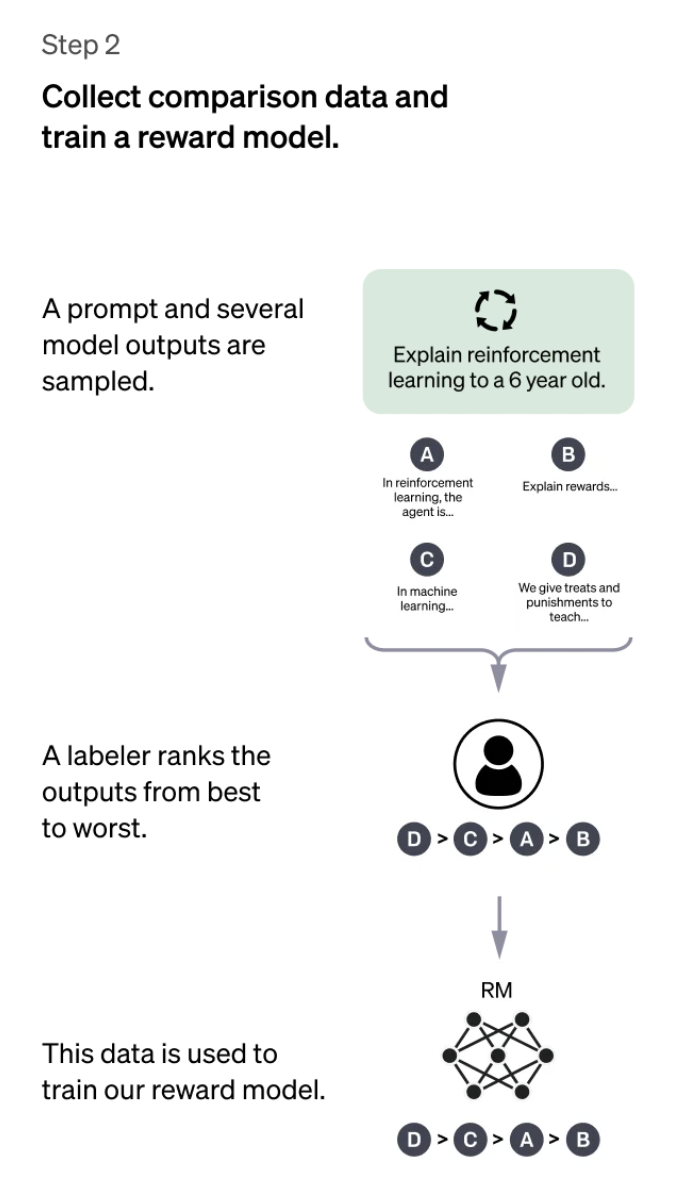 Step 2
Collect comparison data and
train a reward model.
A prompt and several
model outputs are
sampled.
Explain reinforcement
learning to a 6 year old.
A
In reinforcement
learning, the
agent is...
B
Explain rewards...
C
In machine
learning...
D
We give treats and
punishments to
teach...
A labeler ranks the
outputs from best
to worst.
D > C > A > B
RM
This data is used to
train our reward model.
D > C > A > B